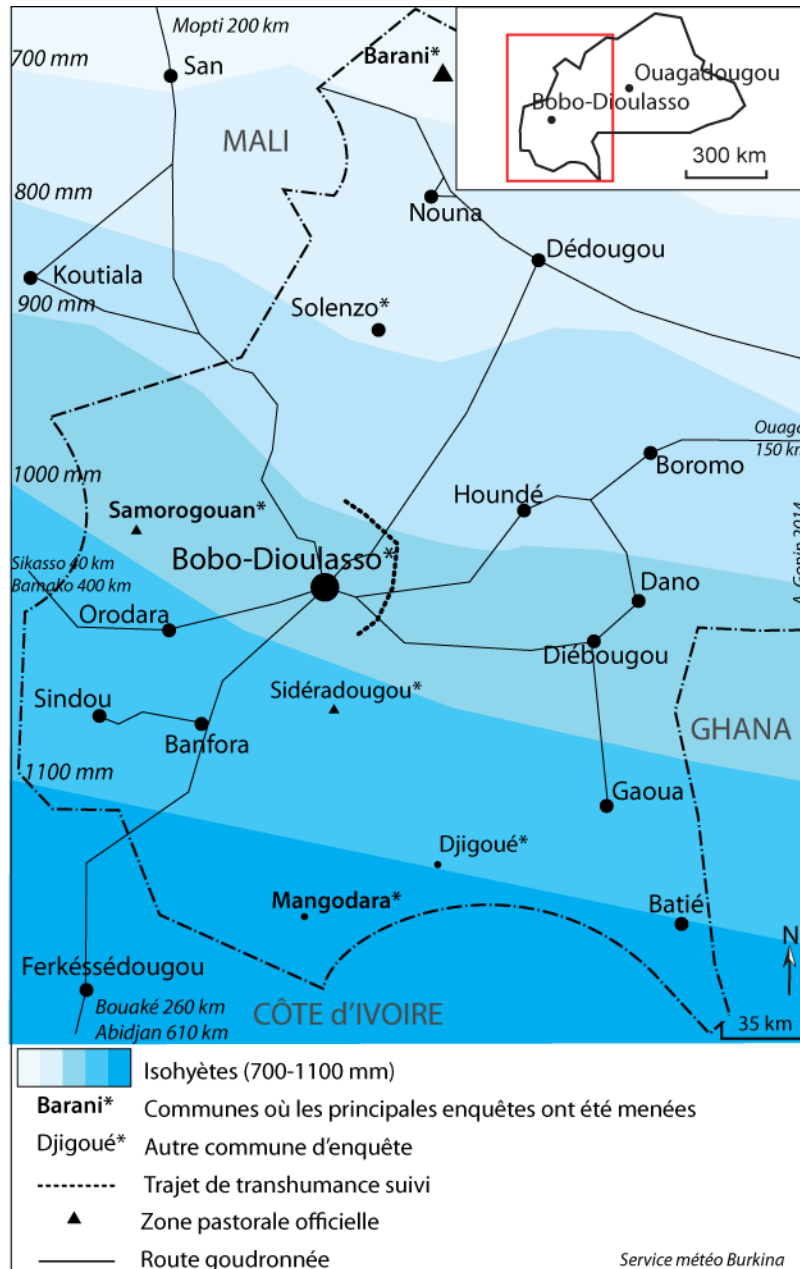 Mopti 200 km
700 mm
San
Barani*
Ouagadougou
Bobo-Dioulasso
300 km
MALI
800 mm
Nouna
Dédougou
Koutiala
900 mm
Solenzo*
Ouaga
150 km
Boromo
1000 mm
Houndé
Samorogouan*
A. Gonin 2014
Bobo-Dioulasso*
Sikasso 40 km
Bamako 400 km
Dano
Orodara
Diébougou
Sidéradougou*
Sindou
GHANA
Banfora
1100 mm
Gaoua
Djigoué*
Mangodara*
Batié
N
Ferkéssédougou
Bouaké 260 km
Abidjan 610 km
CÔTE d'IVOIRE
35 km
Isohyètes (700-1100 mm)
Barani* Communes où les principales enquêtes ont été menées
Djigoué* Autre commune d'enquête
Trajet de transhumance suivi
Zone pastorale officielle
Route goudronnée
Service météo Burkina